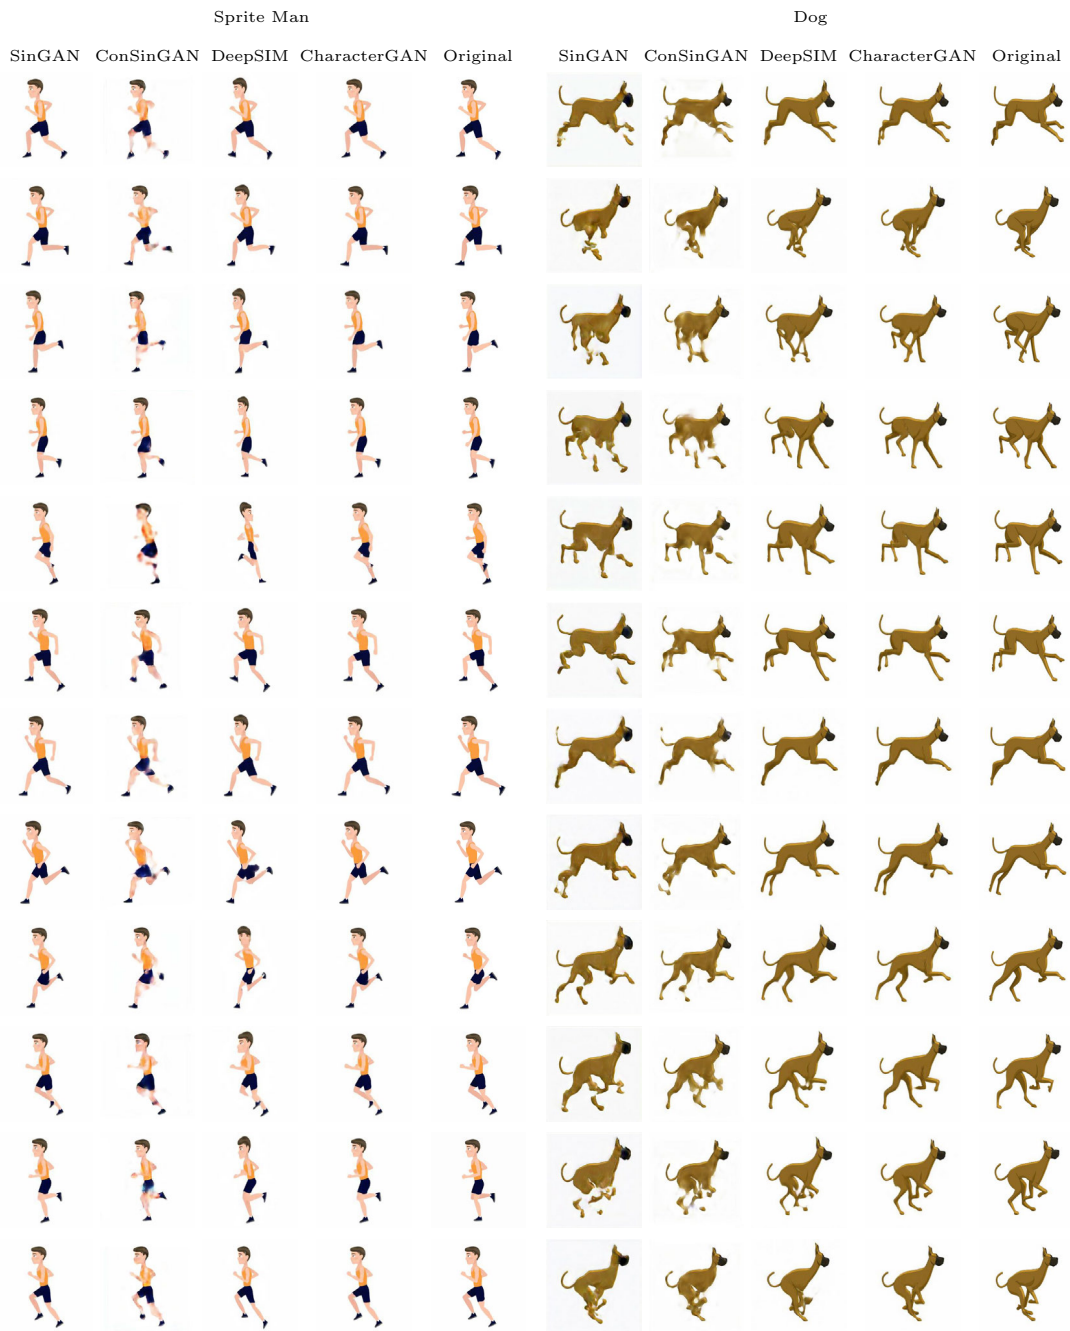 Sprite Man
Dog
SinGAN ConSinGAN DeepSIM CharacterGAN Original
SinGAN ConSinGAN DeepSIM CharacterGAN Original